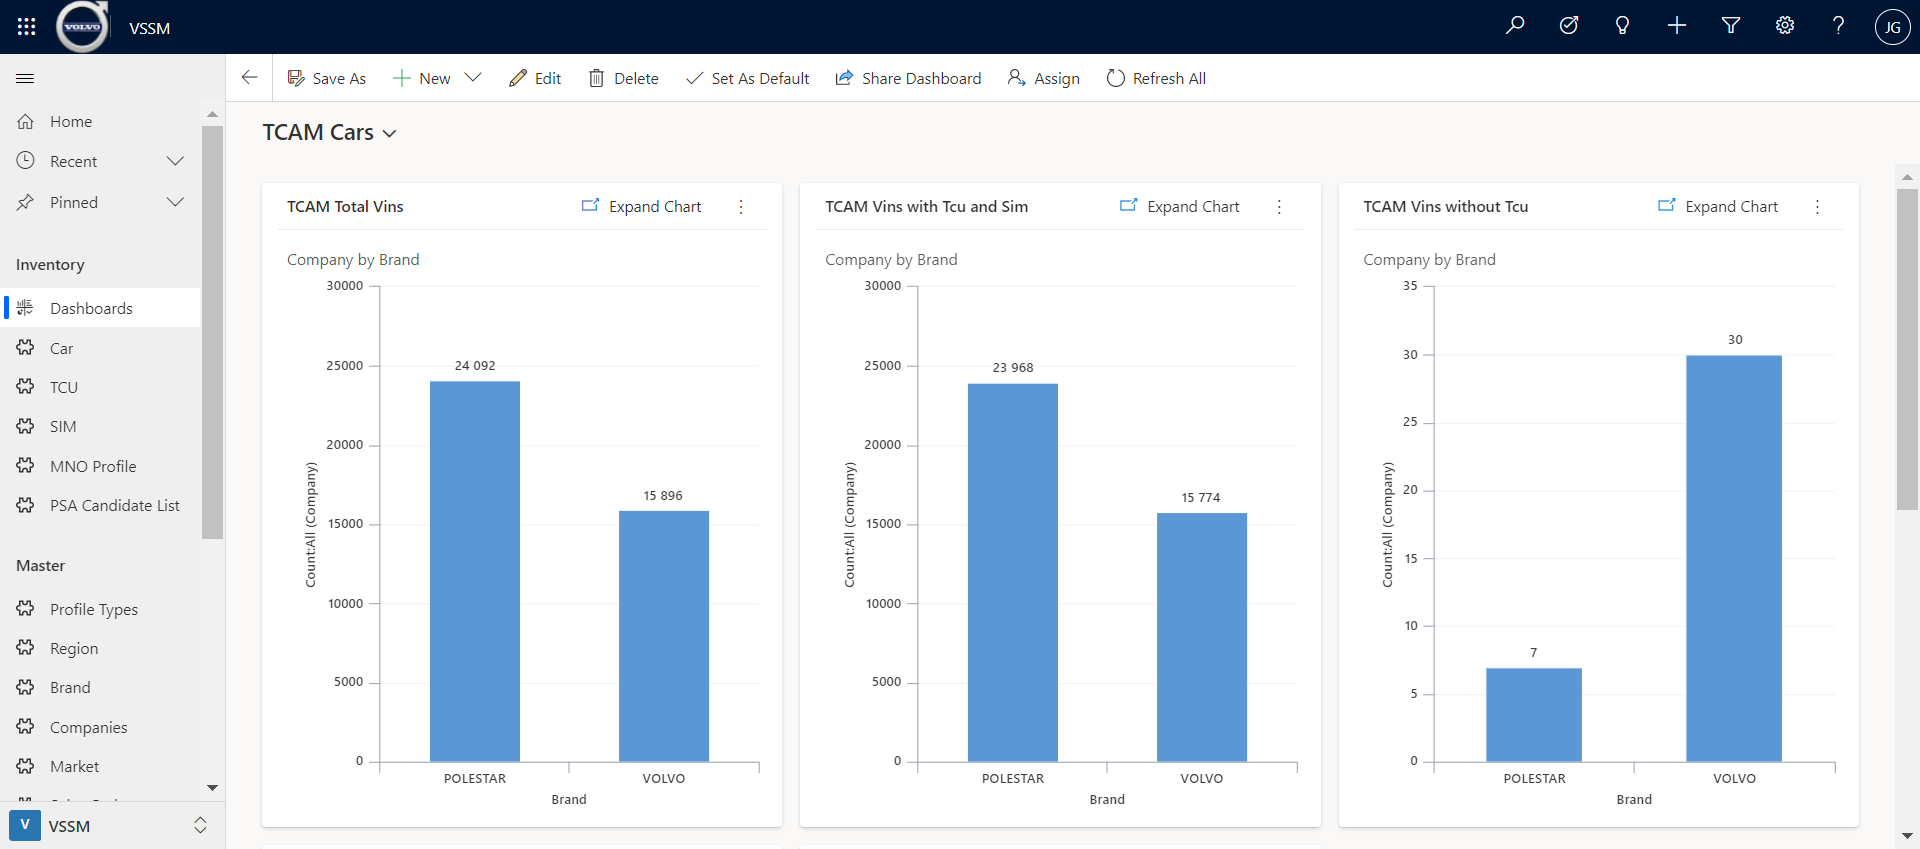 VOLVO
VSSM
JG
Save As
New
Edit
Delete
Set As Default
Share Dashboard
Assign
Refresh All
Home
Recent
Pinned
Inventory
Dashboards
Car
TCU
SIM
MNO Profile
PSA Candidate List
Master
Profile Types
Region
Brand
Companies
Market
V
VSSM
TCAM Cars
TCAM Total Vins
Expand Chart
Company by Brand
30000
25000
20000
15000
10000
5000
0
Count:All (Company)
24 092
15 896
POLESTAR
VOLVO
Brand
TCAM Vins with Tcu and Sim
Expand Chart
Company by Brand
30000
25000
20000
15000
10000
5000
0
Count:All (Company)
23 968
15 774
POLESTAR
VOLVO
Brand
TCAM Vins without Tcu
Expand Chart
Company by Brand
35
30
25
20
15
10
5
0
Count:All (Company)
7
30
POLESTAR
VOLVO
Brand